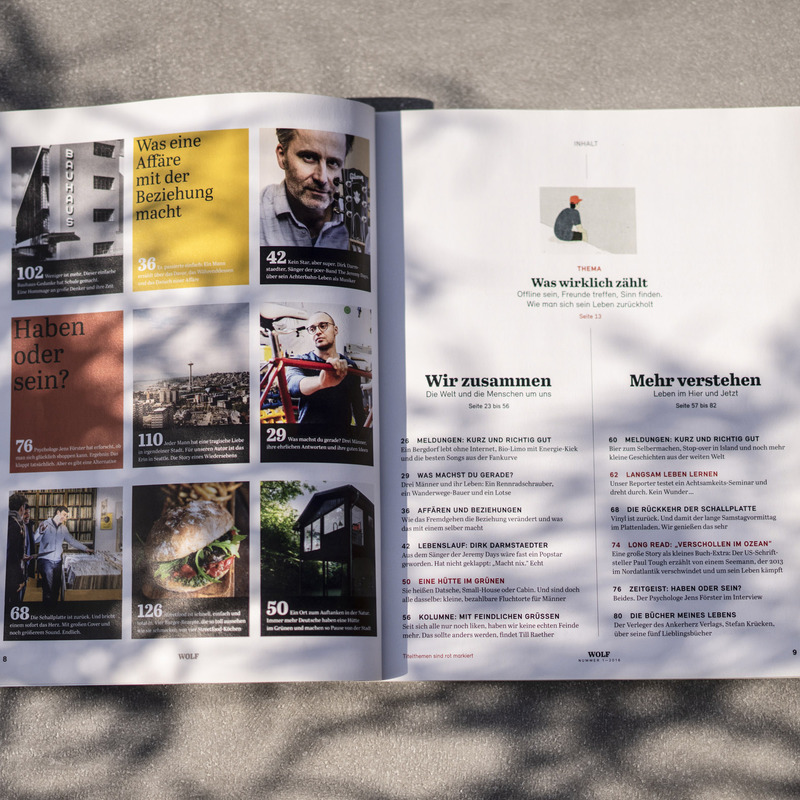 BAUHAUS
102 Weniger ist mehr. Dieser einfache
Bauhaus-Gedanke hat Schule gemacht.
Eine Hommage an große Denker und ihre Zeit.
Was eine
Affäre
mit der
Beziehung
macht
36
42 Kein Star, aber super: Dirk Darm-
staedter, Sänger der 90er-Band The Jeremy Days
über sein Achterbahn-Leben als Musiker
Haben
oder
sein?
76 Psychologe Jens Förster hat erforscht, ob
man sich glücklich shoppen kann. Ergebnis: Das
klappt tatsächlich. Aber es gibt eine Alternative
110 Jeder Mann hat eine tragische Liebe
in irgendeiner Stadt. Für unseren Autor ist das
Erin in Seattle. Die Story eines Wiedersehens
29 Was machst du gerade? Drei Männer,
ihre ehrlichen Antworten und ihre guten Ideen
68 Die Schallplatte ist zurück. Und bricht
einem sofort das Herz. Mit großen Cover und
noch größerem Sound. Endlich.
126
50 Ein Ort zum Auftanken in der Natur
Immer mehr Deutsche haben eine Hütte
im Grünen und machen so Pause von der Stadt
8
WOLF
INHALT
THEMA
Was wirklich zählt
Offline sein, Freunde treffen, Sinn finden.
Wie man sich sein Leben zurückholt
Seite 13
Wir zusammen
Die Welt und die Menschen um uns
Seite 23 bis 56
26 MELDUNGEN: KURZ UND RICHTIG GUT
Ein Bergdorf lebt ohne Internet, Bio-Limo mit Energie-Kick
und die besten Songs aus der Fankurve
29 WAS MACHST DU GERADE?
Drei Männer und ihr Leben: Ein Rennradschrauber,
ein Wanderwege-Bauer und ein Lotse
36 AFFÄREN UND BEZIEHUNGEN
Wie das Fremdgehen die Beziehung verändert und was
das mit einem selber macht
42 LEBENSLAUF: DIRK DARMSTAEDTER
Aus dem Sänger der Jeremy Days wäre fast ein Popstar
geworden. Hat nicht geklappt: „Macht nix.“ Echt
50 EINE HÜTTE IM GRÜNEN
Sie heißen Datsche, Small-House oder Cabin. Und sind doch
alle dasselbe: kleine, bezahlbare Fluchtorte für Männer
56 KOLUMNE: MIT FEINDLICHEN GRÜSSEN
Seit sich alle nur noch liken, haben wir keine echten Feinde
mehr. Das sollte anders werden, findet Till Raether
Titelthemen sind rot markiert
Mehr verstehen
Leben im Hier und Jetzt
Seite 57 bis 82
60 MELDUNGEN: KURZ UND RICHTIG GUT
Bier zum Selbermachen, Stop-over in Island und noch mehr
kleine Geschichten aus der weiten Welt
62 LANGSAM LEBEN LERNEN
Unser Reporter testet ein Achtsamkeits-Seminar und
dreht durch. Kein Wunder...
68 DIE RÜCKKEHR DER SCHALLPLATTE
Vinyl ist zurück. Und damit der lange Samstagvormittag
im Plattenladen. Wir genießen das sehr
74 LONG READ: „VERSCHOLLEN IM OZEAN“
Eine große Story als kleines Buch-Extra: Der US-Schrift-
steller Paul Tough erzählt von einem Seemann, der 2013
im Nordatlantik verschwindet und um sein Leben kämpft
76 ZEITGEIST: HABEN ODER SEIN?
Beides. Der Psychologe Jens Förster im Interview
80 DIE BÜCHER MEINES LEBENS
Der Verleger des Ankerherz Verlags, Stefan Krücken,
über seine fünf Lieblingsbücher
WOLF
9